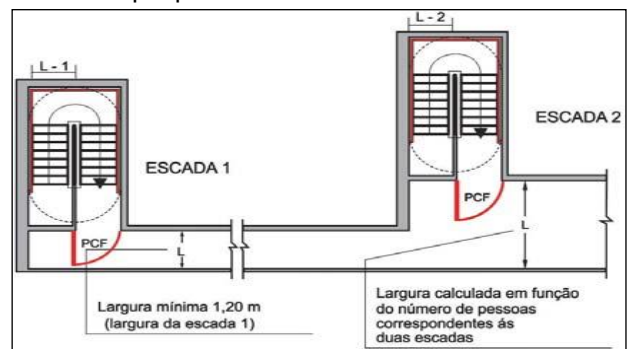 L - 1
L - 2
ESCADA 1
ESCADA 2
PCF
PCF
L
L
Largura mínima 1,20 m
(largura da escada 1)
Largura calculada em função
do número de pessoas
correspondentes ás
duas escadas